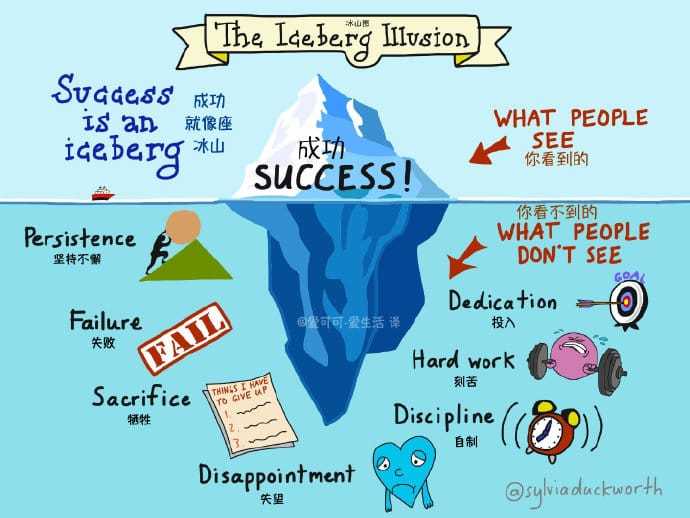 冰山图
The Iceberg Illusion
Success
is an
iceberg
成功
就像座
冰山
成功
SUCCESS!
WHAT PEOPLE
SEE
你看到的
你看不到的
WHAT PEOPLE
DON'T SEE
Persistence
坚持不懈
Failure
失败
FAIL
Sacrifice
牺牲
THINGS I HAVE
TO GIVE UP
1.
2.
3.
Disappointment
失望
@爱可可-爱生活 译
GOAL
Dedication
投入
Hard work
刻苦
Discipline
自制
@sylviaduckworth